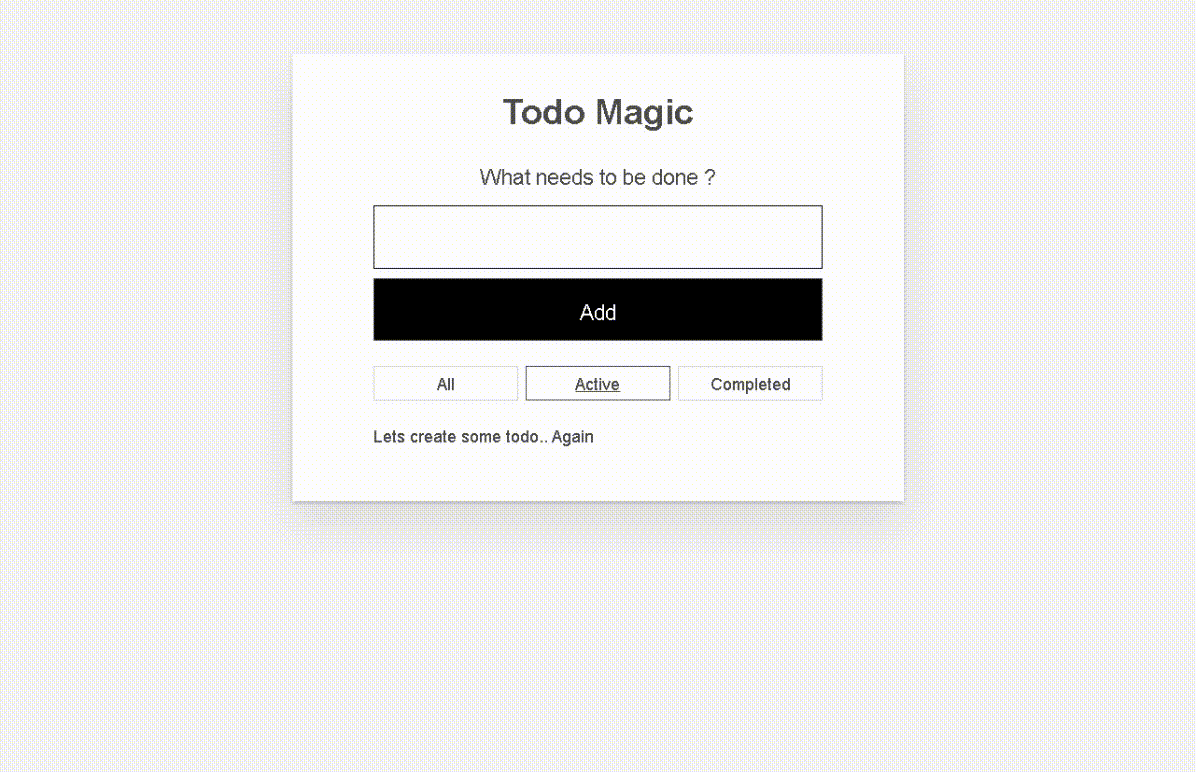 Todo Magic
What needs to be done ?
Add
All Active Completed
Lets create some todo.. Again